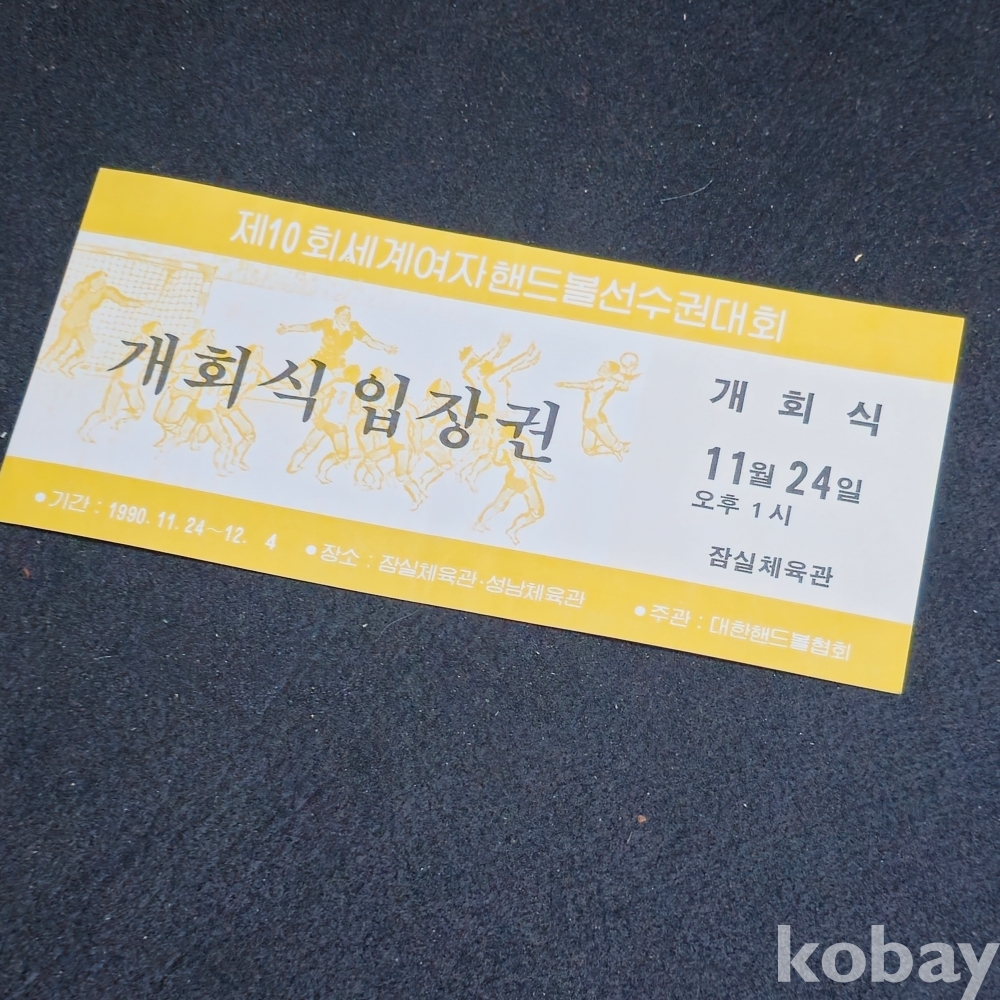 제10회세계여자핸드볼선수권대회
개회식입장권
개 회 식
11월 24일
오후 1시
잠실체육관
• 기간 : 1990. 11. 24~12. 4 • 장소 : 잠실체육관·성남체육관 • 주관 : 대한핸드볼협회
kobay